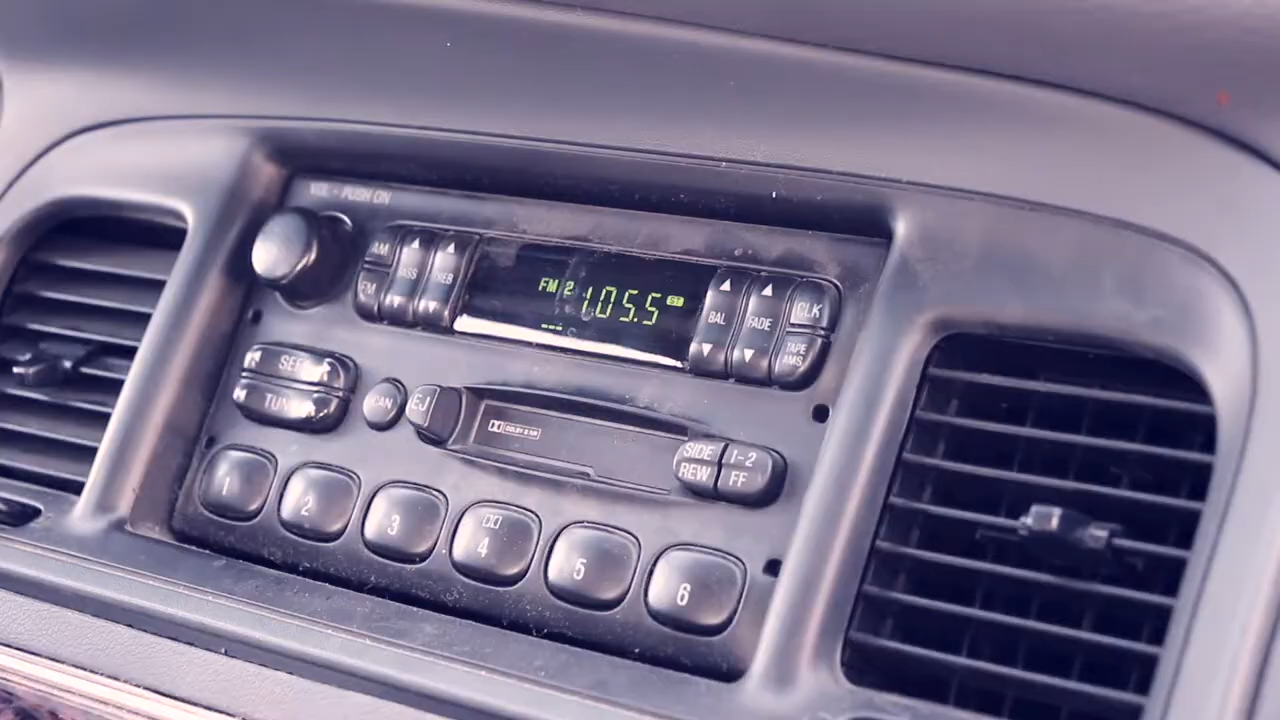 VOL - PUSH ON
AM
FM
BASS
TREB
FM 2 105.5 ST
BAL
FADE
CLK
TAPE
AMS
SEEK
TUNE
SCAN
EJ
DOLBY B NR
SIDE 1-2
REW FF
1
2
3
4
5
6